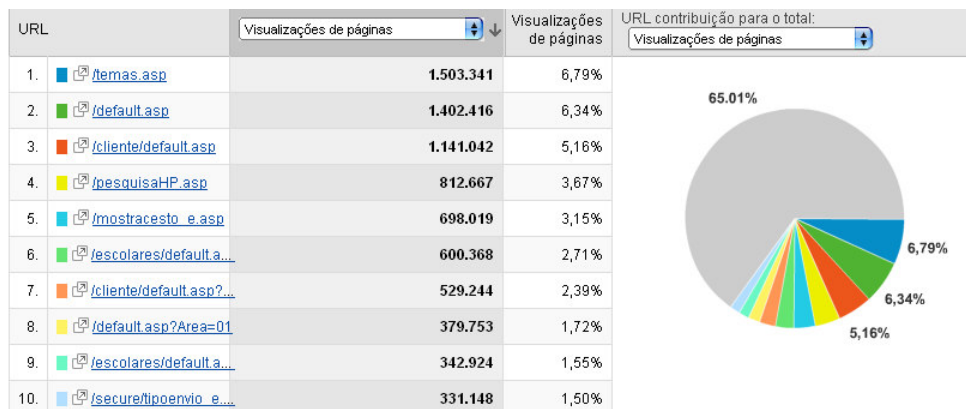 URL
Visualizações de páginas
Visualizações de páginas
URL contribuição para o total:
Visualizações de páginas
1. /temas.asp 1.503.341 6,79%
2. /default.asp 1.402.416 6,34%
3. /cliente/default.asp 1.141.042 5,16%
4. /pesquisaHP.asp 812.667 3,67%
5. /mostracesto_e.asp 698.019 3,15%
6. /escolares/default.a... 600.368 2,71%
7. /cliente/default.asp?... 529.244 2,39%
8. /default.asp?Area=01 379.753 1,72%
9. /escolares/default.a... 342.924 1,55%
10. /secure/tipoenvio_e.... 331.148 1,50%
65.01%
6,79%
6,34%
5,16%